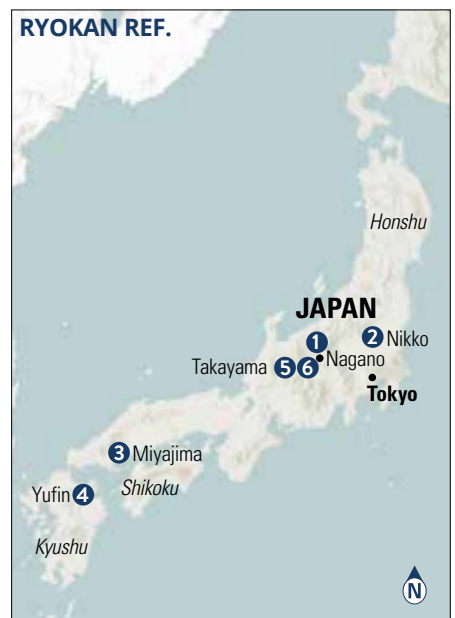 RYOKAN REF.
Honshu
JAPAN
1
2 Nikko
Nagano
Takayama 5 6
Tokyo
3 Miyajima
Shikoku
Yufin 4
Kyushu
N